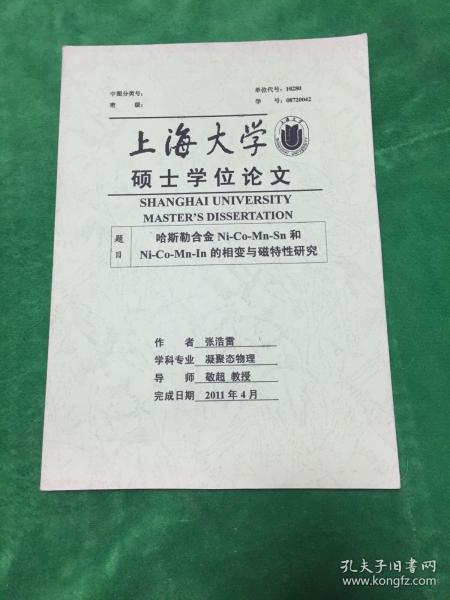 中图分类号： 单位代号：10280
密 级： 学 号：08720042
上海大学
硕士学位论文
SHANGHAI UNIVERSITY
MASTER'S DISSERTATION
题目 哈斯勒合金 Ni-Co-Mn-Sn 和
Ni-Co-Mn-In 的相变与磁特性研究
作 者 张浩雷
学科专业 凝聚态物理
导 师 敬超 教授
完成日期 2011 年 4 月
孔夫子旧书网
www.kongfz.com